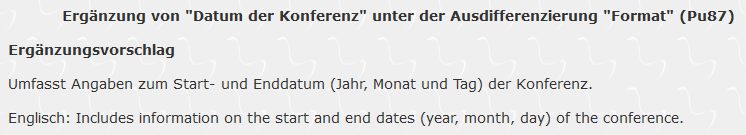 Ergänzung von "Datum der Konferenz" unter der Ausdifferenzierung "Format" (Pu87)
Ergänzungsvorschlag
Umfasst Angaben zum Start- und Enddatum (Jahr, Monat und Tag) der Konferenz.
Englisch: Includes information on the start and end dates (year, month, day) of the conference.